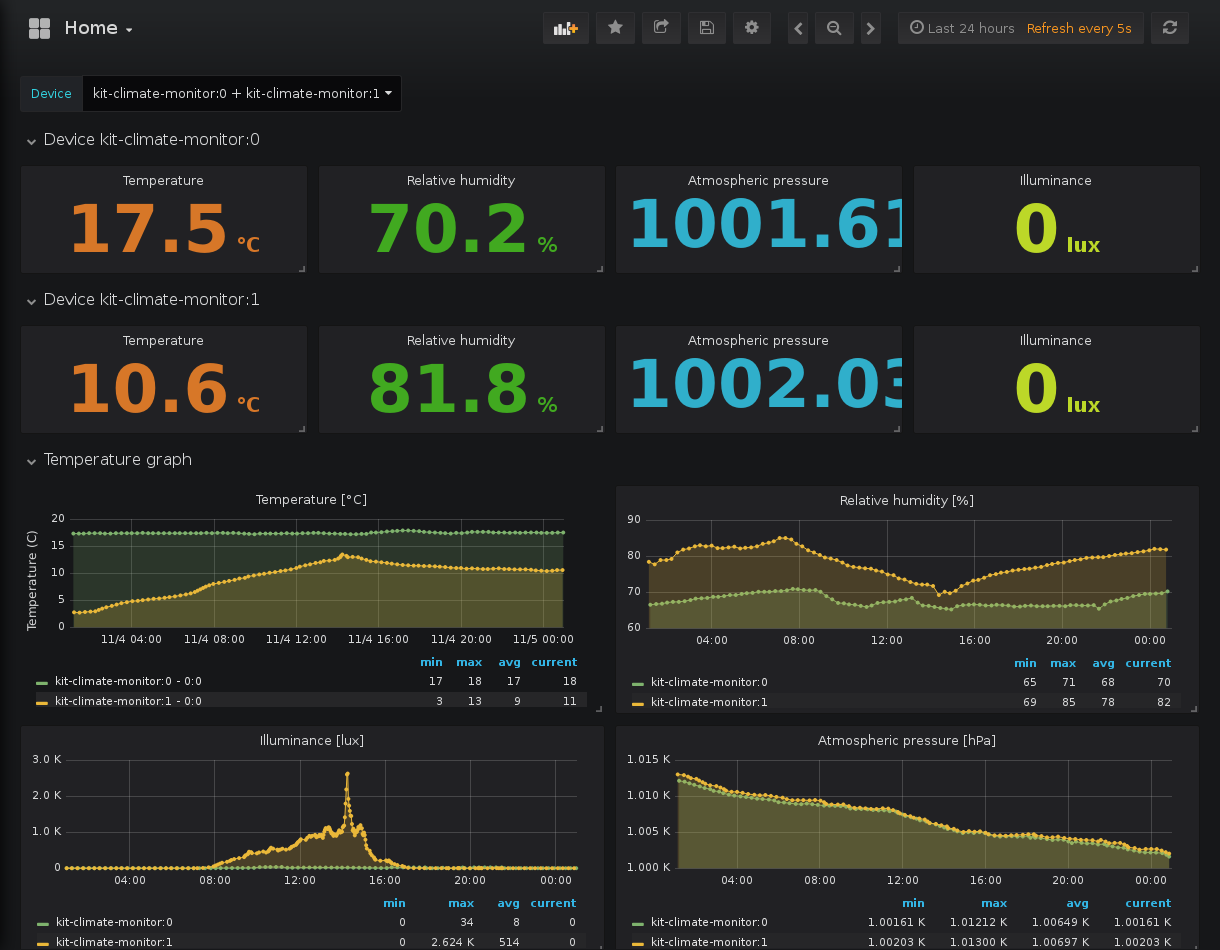 Home
Last 24 hours Refresh every 5s
Device kit-climate-monitor:0 + kit-climate-monitor:1
Device kit-climate-monitor:0
Temperature Relative humidity Atmospheric pressure Illuminance
17.5 °C 70.2 % 1001.61 0 lux
Device kit-climate-monitor:1
Temperature Relative humidity Atmospheric pressure Illuminance
10.6 °C 81.8 % 1002.03 0 lux
Temperature graph
Temperature [°C]
Temperature (C)
20
15
10
5
0
11/4 04:00 11/4 08:00 11/4 12:00 11/4 16:00 11/4 20:00 11/5 00:00
min max avg current
kit-climate-monitor:0 - 0:0 17 18 17 18
kit-climate-monitor:1 - 0:0 3 13 9 11
Relative humidity [%]
90
80
70
60
04:00 08:00 12:00 16:00 20:00 00:00
min max avg current
kit-climate-monitor:0 65 71 68 70
kit-climate-monitor:1 69 85 78 82
Illuminance [lux]
3.0 K
2.0 K
1.0 K
0
04:00 08:00 12:00 16:00 20:00 00:00
min max avg current
kit-climate-monitor:0 0 34 8 0
kit-climate-monitor:1 0 2.624 K 514 0
Atmospheric pressure [hPa]
1.015 K
1.010 K
1.005 K
1.000 K
04:00 08:00 12:00 16:00 20:00 00:00
min max avg current
kit-climate-monitor:0 1.00161 K 1.01212 K 1.00649 K 1.00161 K
kit-climate-monitor:1 1.00203 K 1.01300 K 1.00697 K 1.00203 K